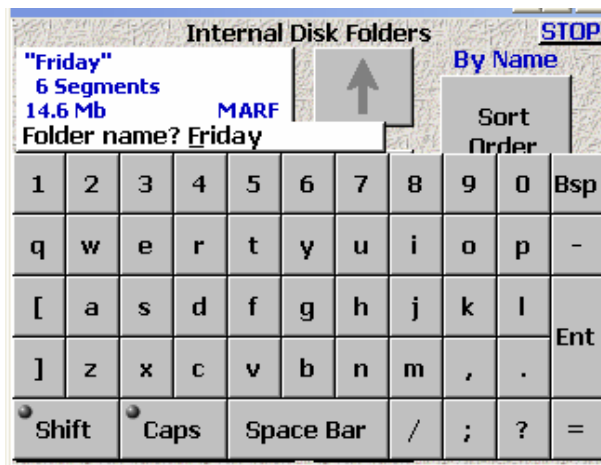 Internal Disk Folders
STOP
"Friday"
6 Segments
14.6 Mb MARF
By Name
Sort
Order
Folder name? Friday
1 2 3 4 5 6 7 8 9 0 Bsp
q w e r t y u i o p -
[ a s d f g h j k l
Ent
] z x c v b n m , .
Shift Caps Space Bar / ; ? =